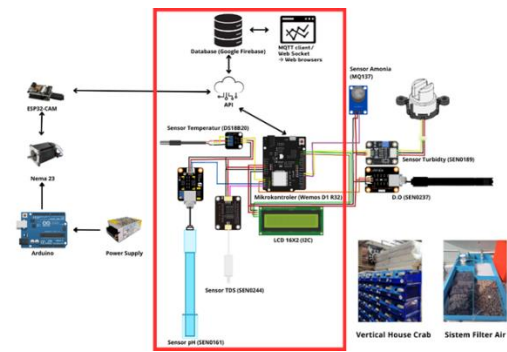 Database (Google Firebase)
MQTT client/
Web Socket
→ Web browsers
API
Sensor Amonia
(MQ137)
ESP32-CAM
Sensor Temperatur (DS18B20)
Sensor Turbidty (SEN0189)
Nema 23
Mikrokontroler (Wemos D1 R32)
D.O (SEN0237)
LCD 16X2 (I2C)
Arduino
Power Supply
Sensor TDS (SEN0244)
Sensor pH (SEN0161)
Vertical House Crab
Sistem Filter Air